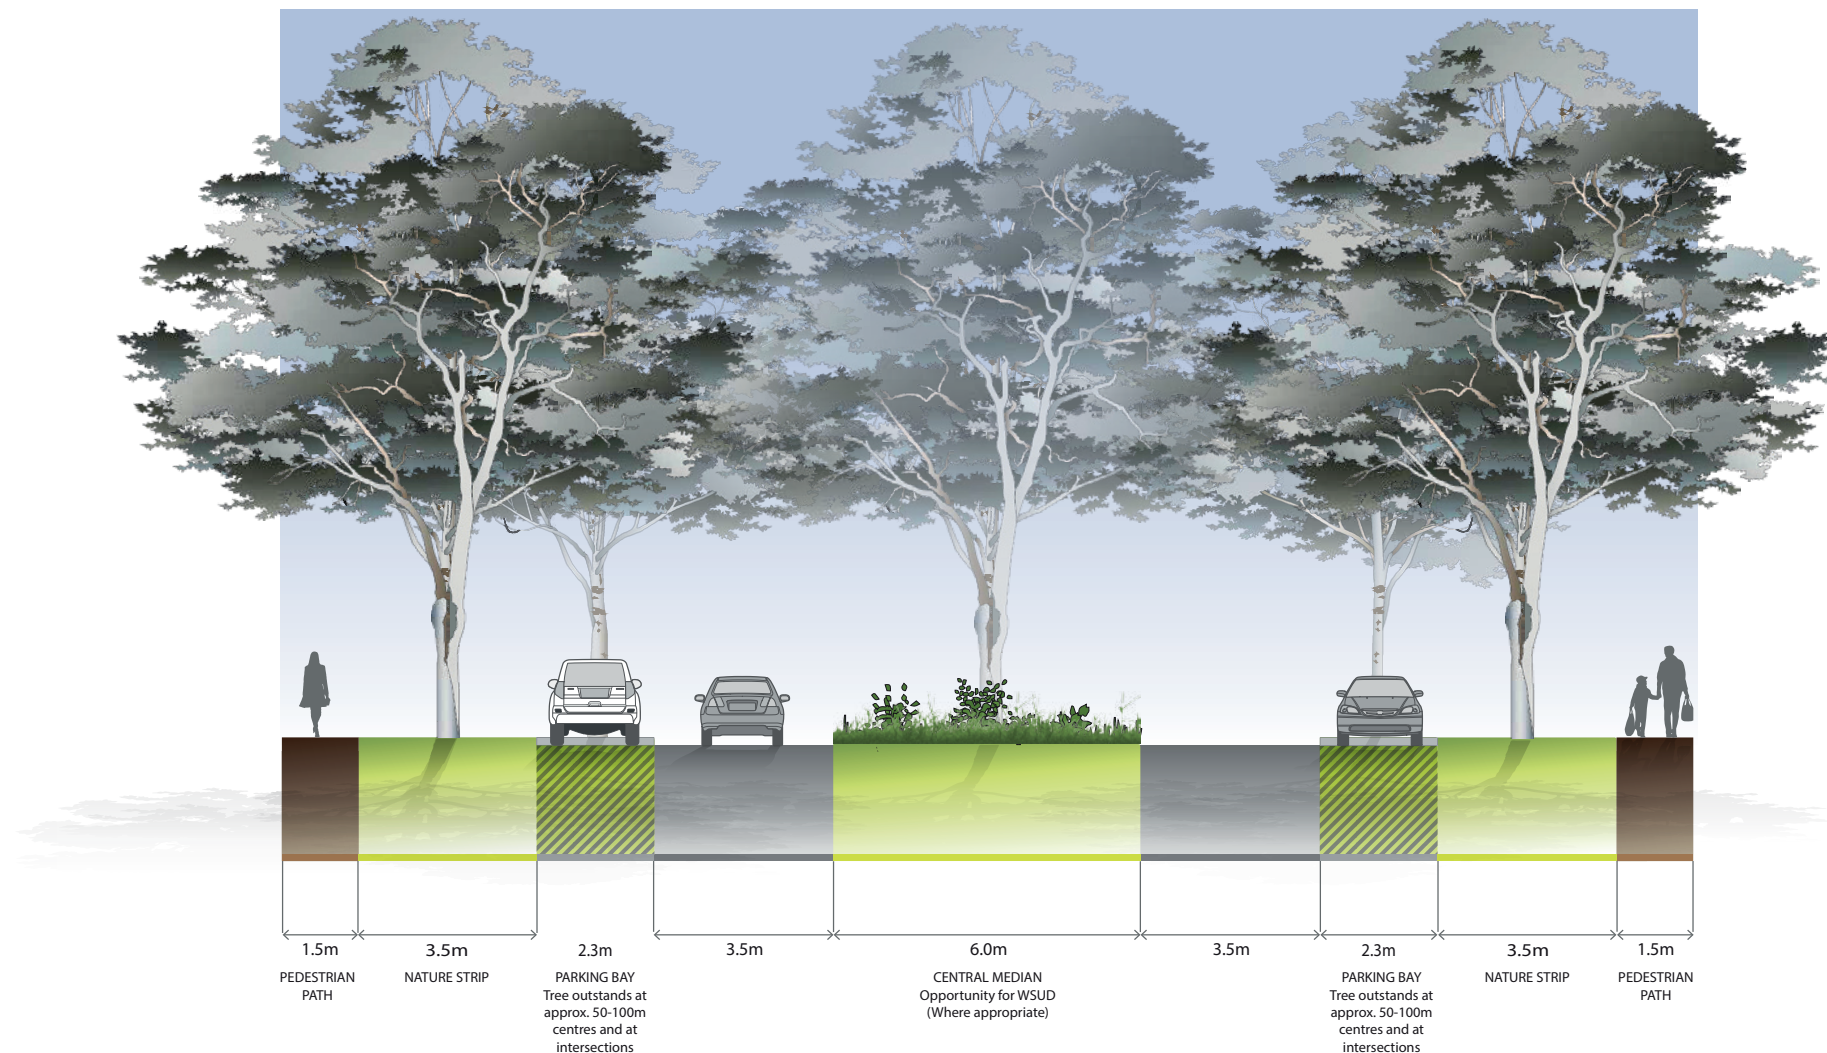 1.5m
3.5m
2.3m
3.5m
6.0m
3.5m
2.3m
3.5m
1.5m
PEDESTRIAN
PATH
NATURE STRIP
PARKING BAY
Tree outstands at
approx. 50-100m
centres and at
intersections
CENTRAL MEDIAN
Opportunity for WSUD
(Where appropriate)
PARKING BAY
Tree outstands at
approx. 50-100m
centres and at
intersections
NATURE STRIP
PEDESTRIAN
PATH